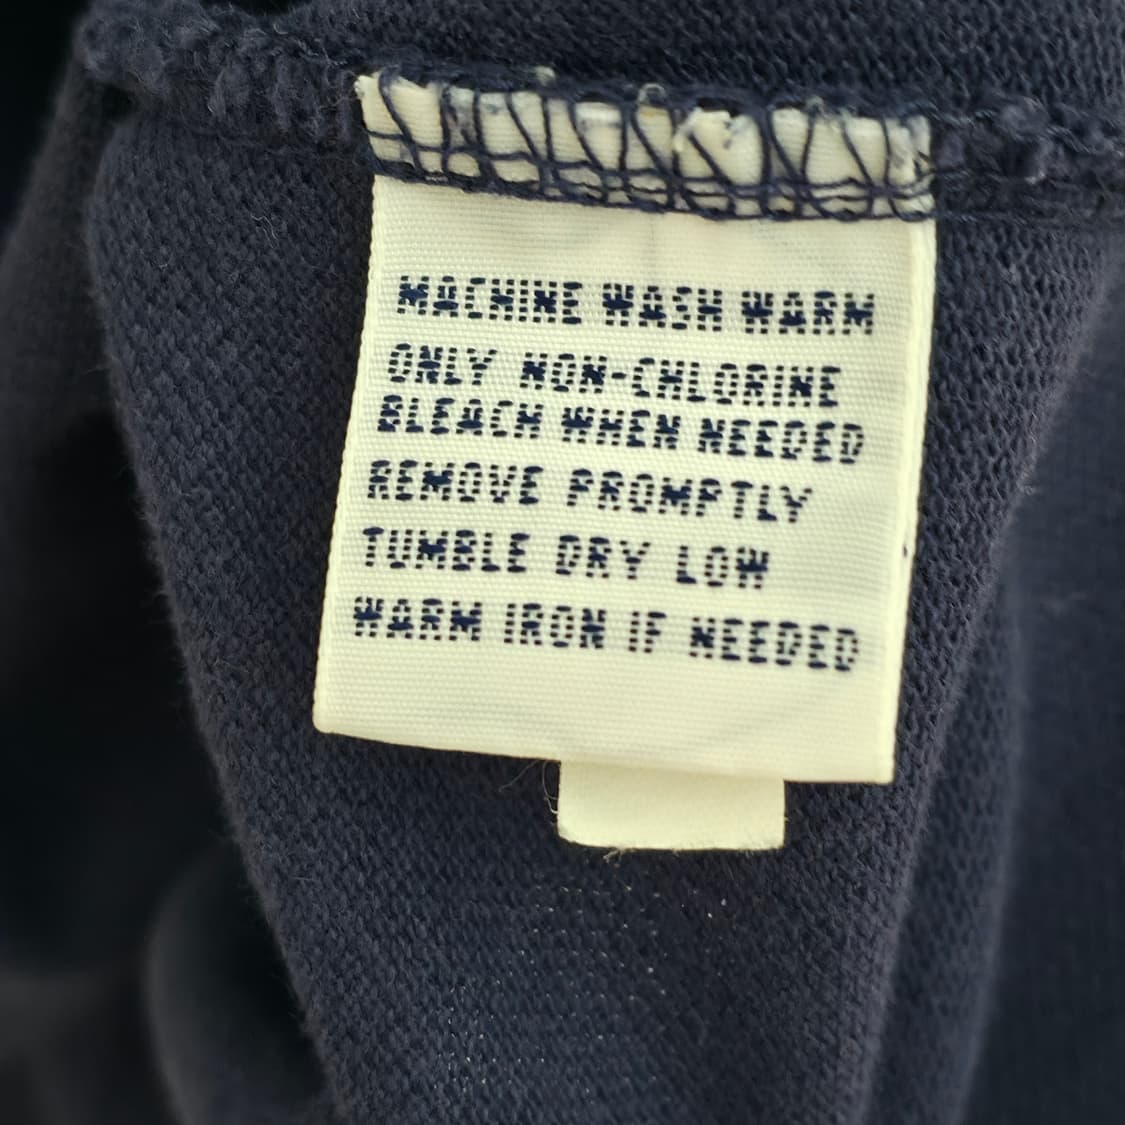 MACHINE WASH WARM
ONLY NON-CHLORINE
BLEACH WHEN NEEDED
REMOVE PROMPTLY
TUMBLE DRY LOW
WARM IRON IF NEEDED